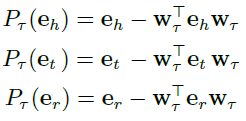 P_τ(𝐞_h) = 𝐞_h − 𝐰_τ^⊤ 𝐞_h 𝐰_τ
P_τ(𝐞_t) = 𝐞_t − 𝐰_τ^⊤ 𝐞_t 𝐰_τ
P_τ(𝐞_r) = 𝐞_r − 𝐰_τ^⊤ 𝐞_r 𝐰_τ